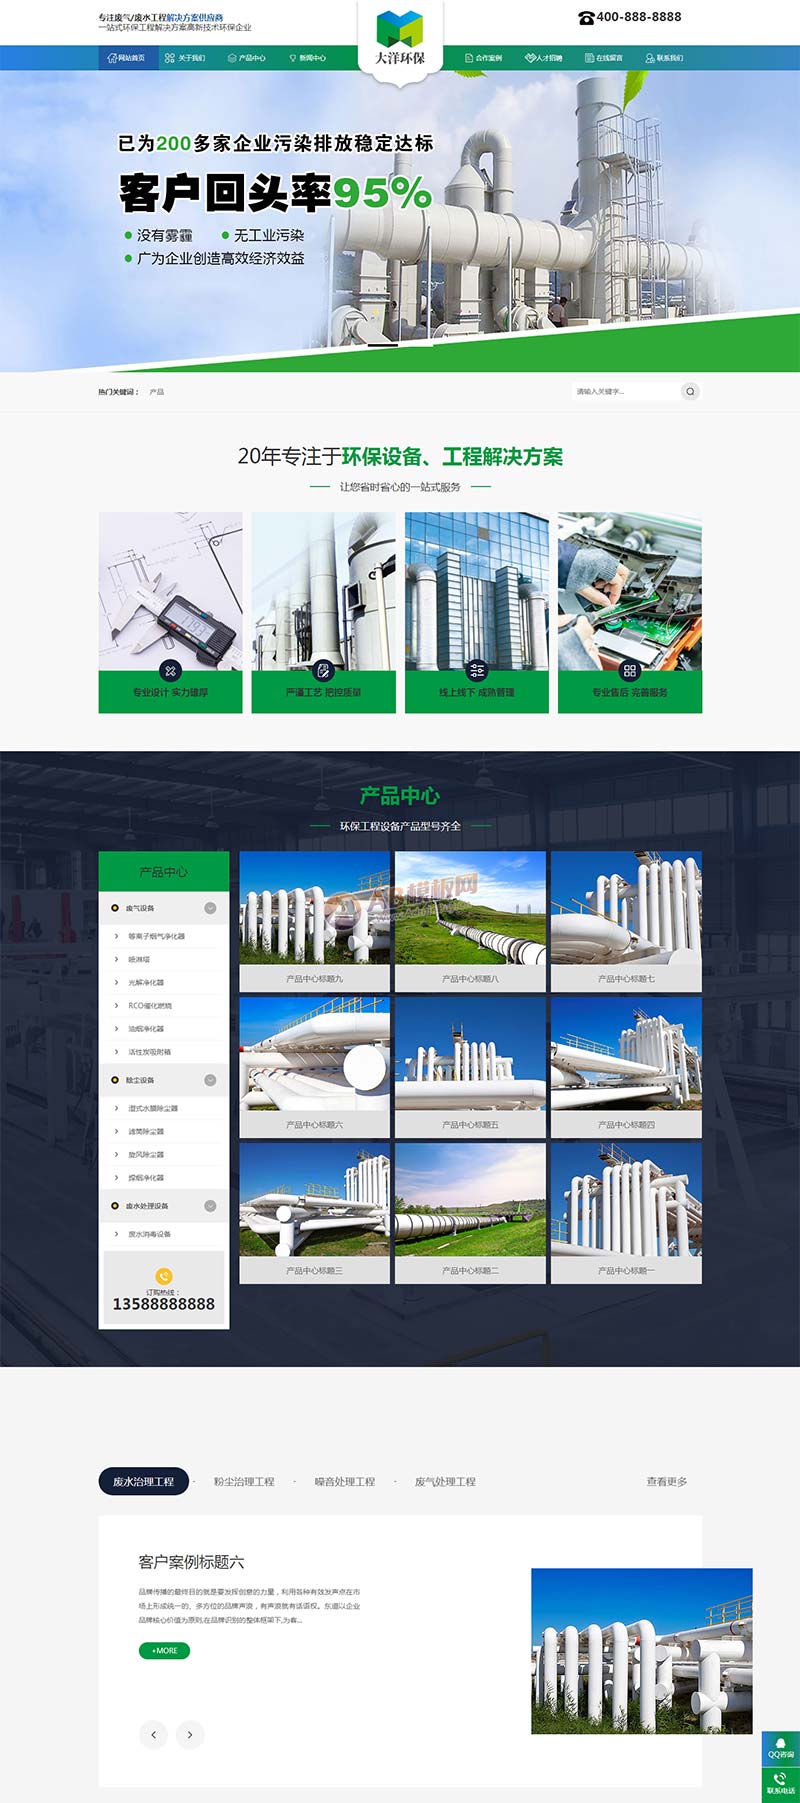 专注废气/废水工程解决方案供应商
一站式环保工程解决方案高新技术环保企业
400-888-8888
网站首页
关于我们
产品中心
新闻中心
大洋环保
合作案例
人才招聘
在线留言
联系我们
已为200多家企业污染排放稳定达标
客户回头率95%
没有雾霾
无工业污染
广为企业创造高效经济效益
热门关键词：
产品
请输入关键字...
20年专注于环保设备、工程解决方案
让您省时省心的一站式服务
专业设计 实力雄厚
严谨工艺 把控质量
线上线下 成熟管理
专业售后 完善服务
产品中心
环保工程设备产品型号齐全
产品中心
废气设备
等离子烟气净化器
喷淋塔
光解净化器
RCO催化燃烧
油烟净化器
活性炭吸附箱
除尘设备
湿式水膜除尘器
滤筒除尘器
旋风除尘器
焊烟净化器
废水处理设备
废水消毒设备
订购热线：
13588888888
AB模板网
产品中心标题九
产品中心标题八
产品中心标题七
产品中心标题六
产品中心标题五
产品中心标题四
产品中心标题三
产品中心标题二
产品中心标题一
废水治理工程
-
粉尘治理工程
-
噪音处理工程
-
废气处理工程
查看更多
客户案例标题六
品牌传播的最终目的就是要发挥创意的力量，利用各种有效发声点在市
场上形成统一的、多方位的品牌声浪，有声浪就有话语权。东道以企业
品牌核心价值为原则,在品牌识别的整体框架下,为客...
+MORE
QQ咨询
联系电话